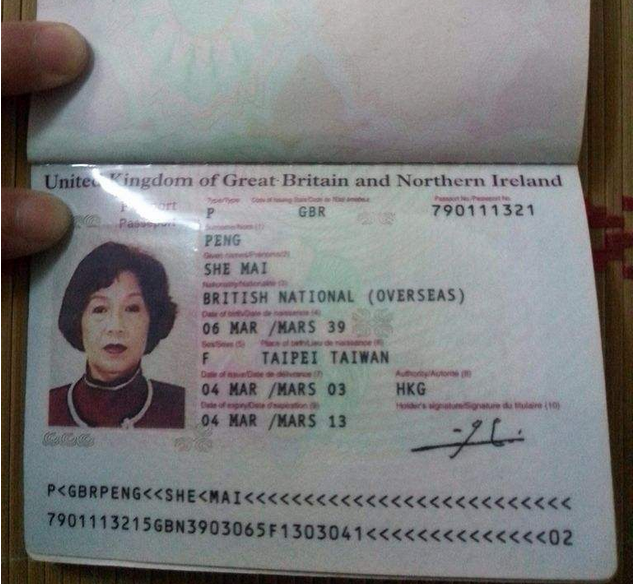 United Kingdom of Great Britain and Northern Ireland
Passport
Passeport
Type/Type Code of issuing State/Code de l'Etat émetteur Passport No./Passeport No.
P GBR 790111321
Surname/Nom (1)
PENG
Given names/Prénoms (2)
SHE MAI
Nationality/Nationalité (3)
BRITISH NATIONAL (OVERSEAS)
Date of birth/Date de naissance (4)
06 MAR /MARS 39
Sex/Sexe (5) Place of birth/Lieu de naissance (6)
F TAIPEI TAIWAN
Date of issue/Date de délivrance (7) Authority/Autorité (8)
04 MAR /MARS 03 HKG
Date of expiry/Date d'expiration (9) Holder's signature/Signature du titulaire (10)
04 MAR /MARS 13
P<GBRPENG<<SHE<MAI<<<<<<<<<<<<<<<<<<<<<<<<<<
7901113215GBN3903065F1303041<<<<<<<<<<<<<<02